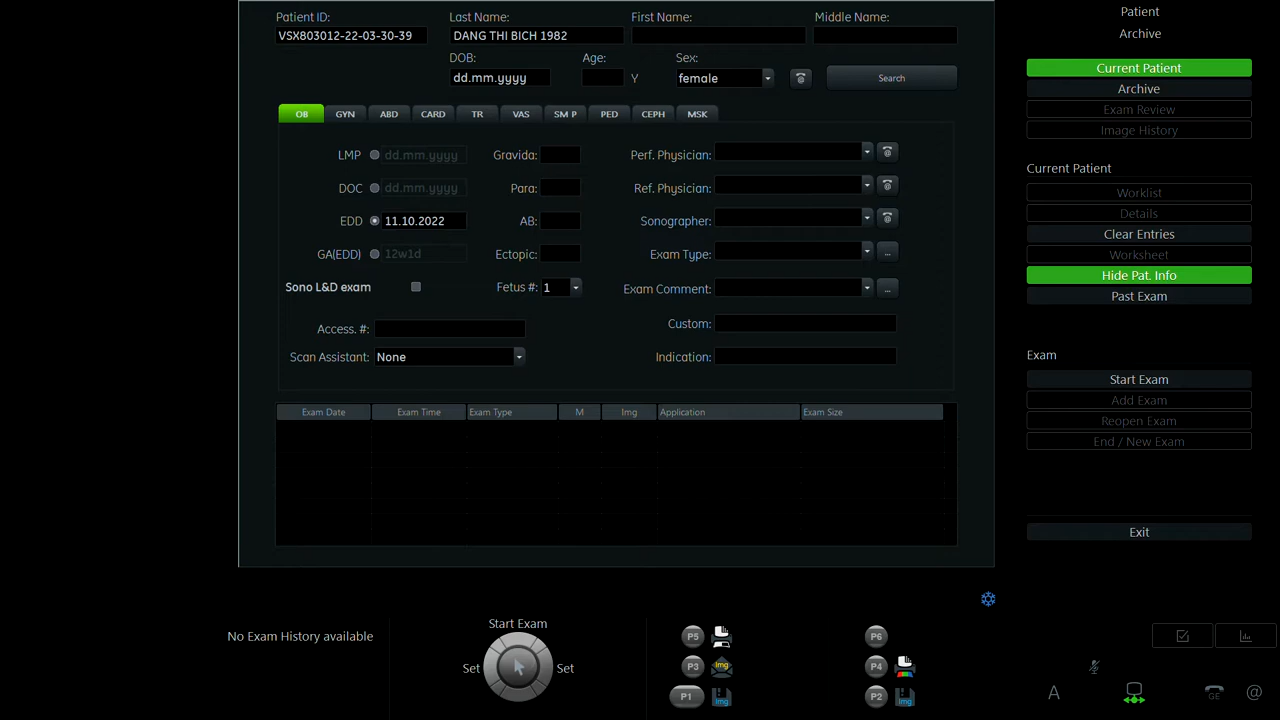 Patient ID: Last Name: First Name: Middle Name:
VSX803012-22-03-30-39 DANG THI BICH 1982
DOB: Age: Sex:
dd.mm.yyyy Y female Search
OB GYN ABD CARD TR VAS SM P PED CEPH MSK
LMP dd.mm.yyyy Gravida: Perf. Physician:
DOC dd.mm.yyyy Para: Ref. Physician:
EDD 11.10.2022 AB: Sonographer:
GA(EDD) 12w1d Ectopic: Exam Type: ...
Sono L&D exam Fetus #: 1 Exam Comment: ...
Access. #: Custom:
Scan Assistant: None Indication:
Exam Date Exam Time Exam Type M Img Application Exam Size
Patient
Archive
Current Patient
Archive
Exam Review
Image History
Current Patient
Worklist
Details
Clear Entries
Worksheet
Hide Pat. Info
Past Exam
Exam
Start Exam
Add Exam
Reopen Exam
End / New Exam
Exit
No Exam History available
Start Exam
Set Set
P5 P6
P3 Img P4
P1 Img P2 Img
A GE @